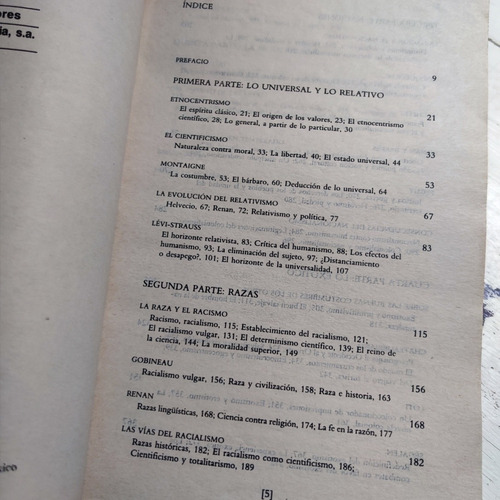 ores
ia, s.a.
ÍNDICE
PREFACIO 9
PRIMERA PARTE: LO UNIVERSAL Y LO RELATIVO
ETNOCENTRISMO 21
El espíritu clásico, 21; El origen de los valores, 23; El etnocentrismo
científico, 28; Lo general, a partir de lo particular, 30
EL CIENTIFICISMO 33
Naturaleza contra moral, 33; La libertad, 40; El estado universal, 44
MONTAIGNE 53
La costumbre, 53; El bárbaro, 60; Deducción de lo universal, 64
LA EVOLUCIÓN DEL RELATIVISMO 67
Helvecio, 67; Renan, 72; Relativismo y política, 77
LÉVI-STRAUSS 83
El horizonte relativista, 83; Crítica del humanismo, 88; Los efectos del
humanismo, 93; La eliminación del sujeto, 97; ¿Distanciamiento
o desapego?, 101; El horizonte de la universalidad, 107
SEGUNDA PARTE: RAZAS
LA RAZA Y EL RACISMO 115
Racismo, racialismo, 115; Establecimiento del racialismo, 121;
El racialismo vulgar, 131; El determinismo científico, 139; El reino de
la ciencia, 144; La moralidad superior, 149
GOBINEAU 156
Racialismo vulgar, 156; Raza y civilización, 158; Raza e historia, 163
RENAN 168
Razas lingüísticas, 168; Ciencia contra religión, 174; La fe en la razón, 177
LAS VÍAS DEL RACIALISMO 182
Razas históricas, 182; El racialismo como cientificismo, 186;
Cientificismo y totalitarismo, 189
xico
[5]